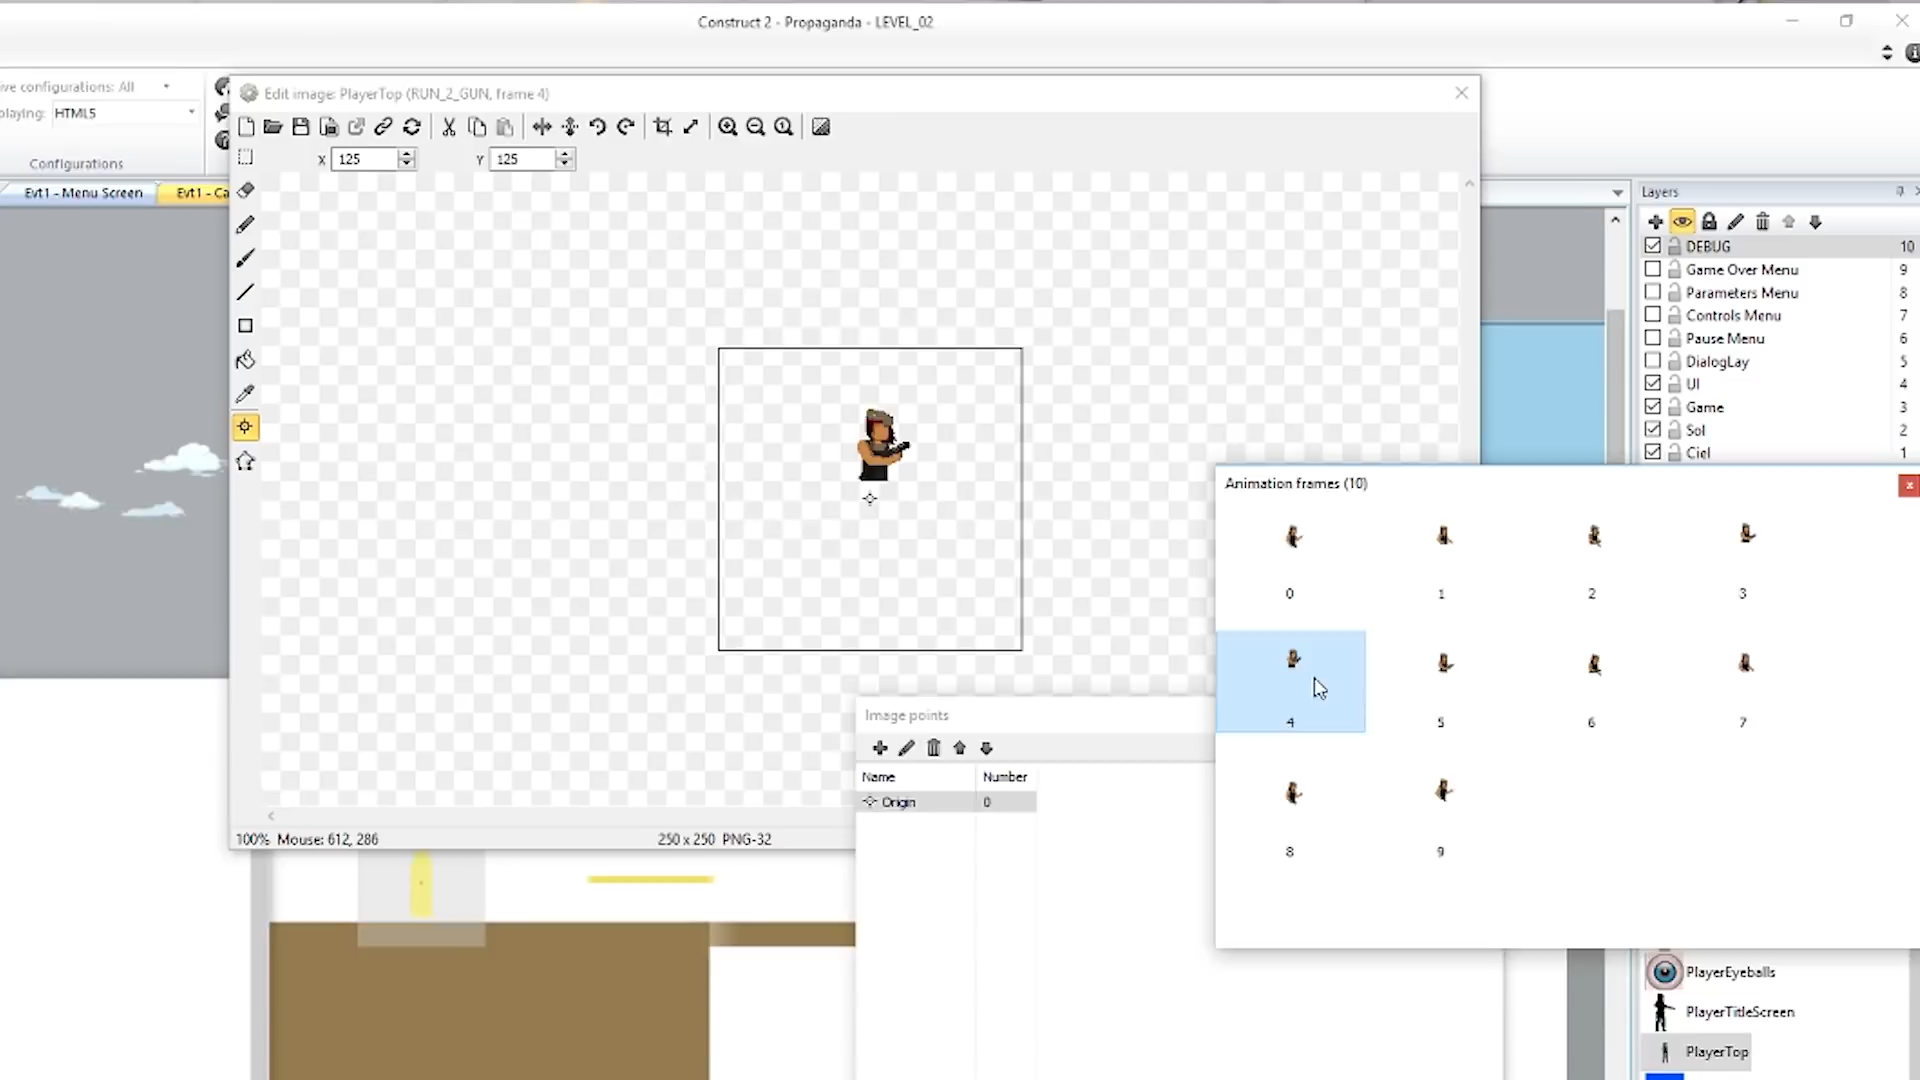 Construct 2 - Propaganda - LEVEL_02
ive configurations: All
playing: HTML5
Configurations
Evt1 - Menu Screen
Evt1 - Ca
Edit image: PlayerTop (RUN_2_GUN, frame 4)
X 125
Y 125
100% Mouse: 612, 286
250 x 250 PNG-32
Layers
DEBUG 10
Game Over Menu 9
Parameters Menu 8
Controls Menu 7
Pause Menu 6
DialogLay 5
UI 4
Game 3
Sol 2
Ciel 1
Animation frames (10)
0 1 2 3
4 5 6 7
8 9
Image points
Name Number
Origin 0
PlayerEyeballs
PlayerTitleScreen
PlayerTop